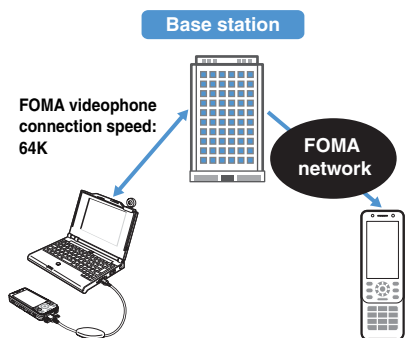 Base station
FOMA videophone
connection speed:
64K
FOMA
network